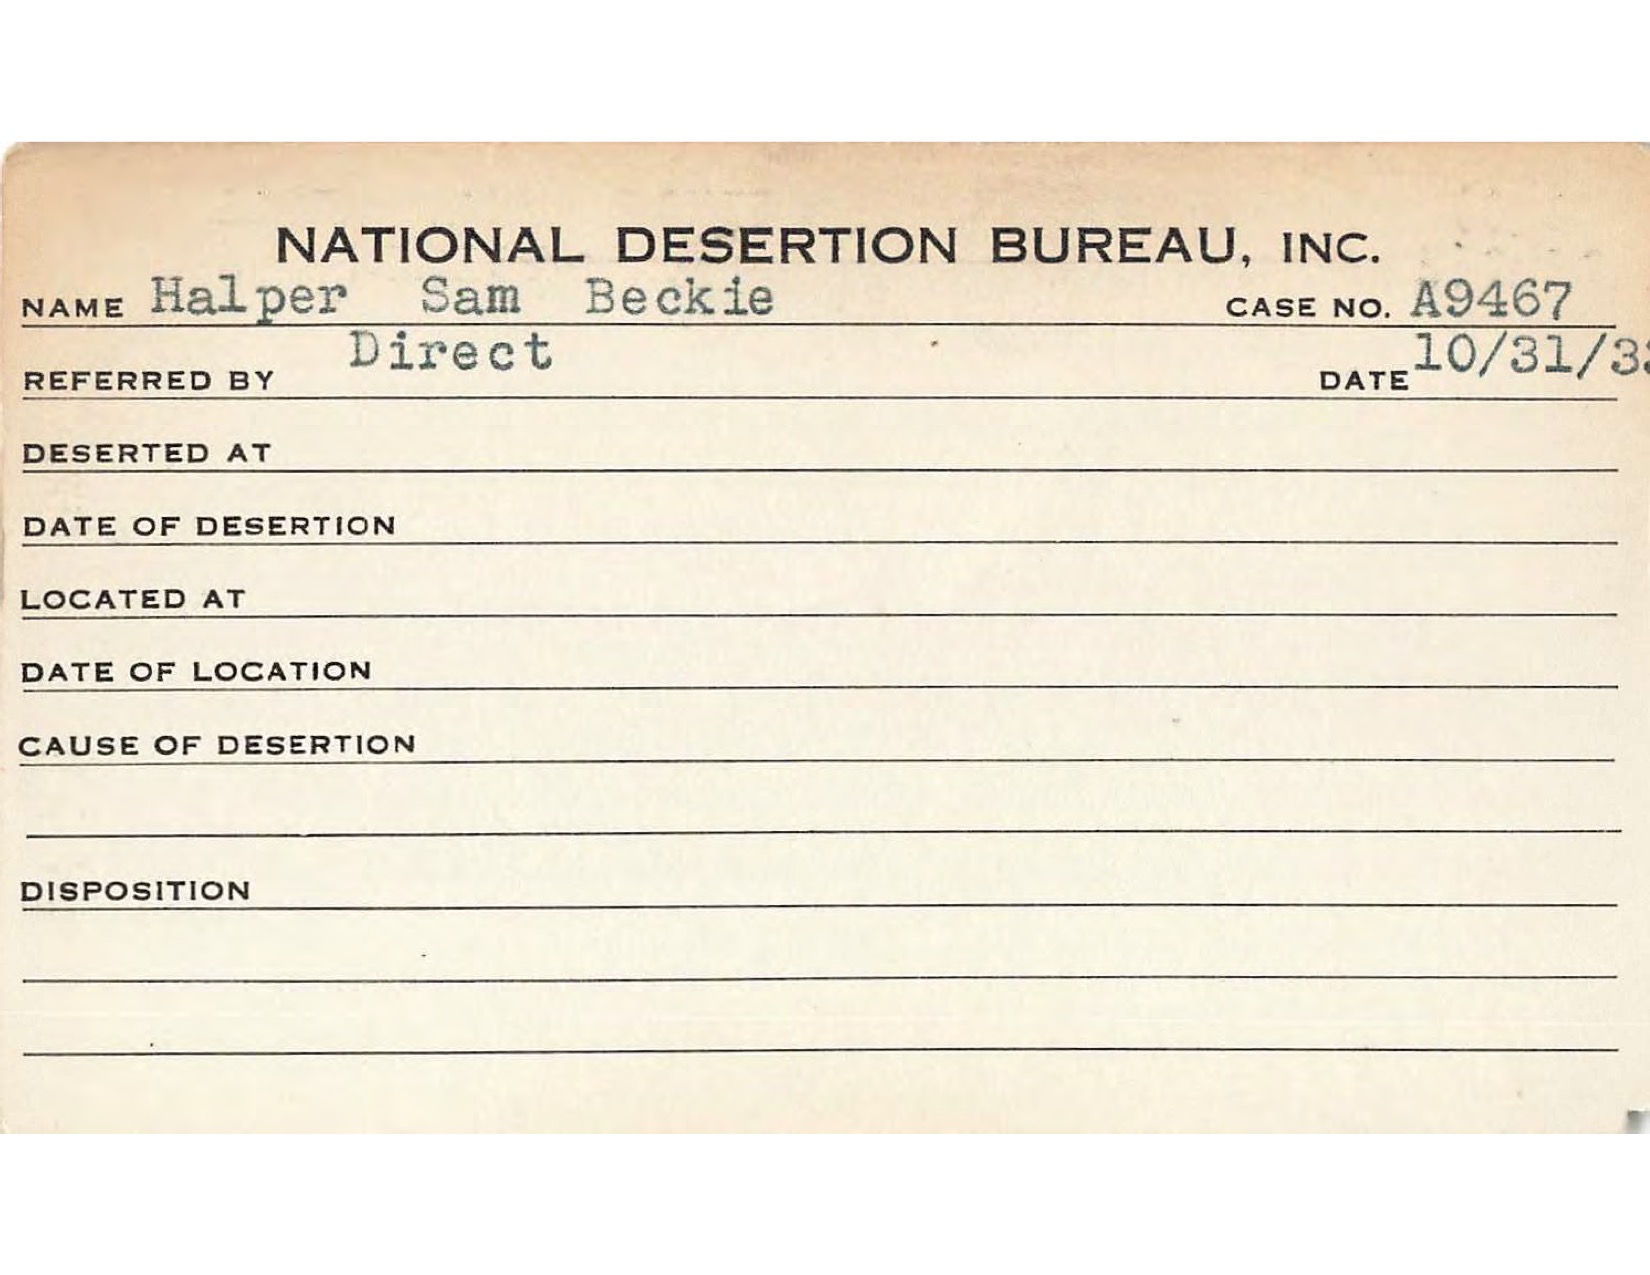 NATIONAL DESERTION BUREAU, INC.
NAME Halper Sam Beckie CASE NO. A9467
REFERRED BY Direct DATE 10/31/33
DESERTED AT
DATE OF DESERTION
LOCATED AT
DATE OF LOCATION
CAUSE OF DESERTION
DISPOSITION